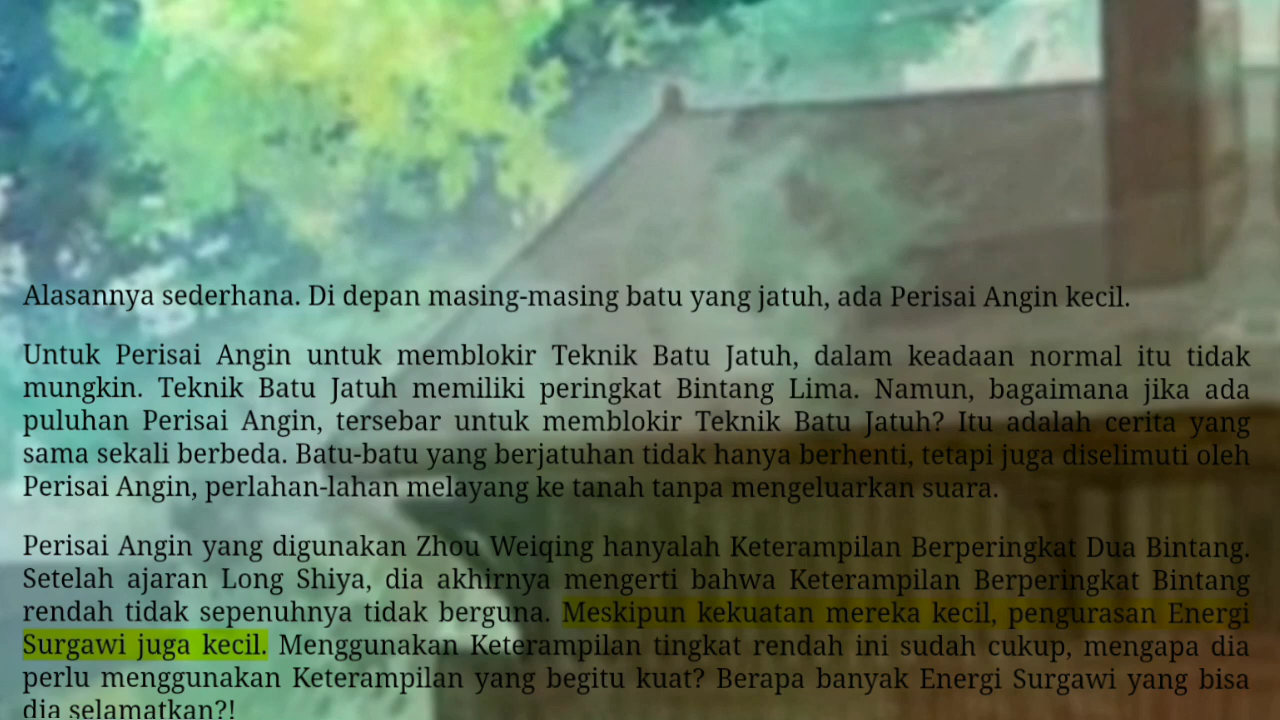 Alasannya sederhana. Di depan masing-masing batu yang jatuh, ada Perisai Angin kecil.
Untuk Perisai Angin untuk memblokir Teknik Batu Jatuh, dalam keadaan normal itu tidak
mungkin. Teknik Batu Jatuh memiliki peringkat Bintang Lima. Namun, bagaimana jika ada
puluhan Perisai Angin, tersebar untuk memblokir Teknik Batu Jatuh? Itu adalah cerita yang
sama sekali berbeda. Batu-batu yang berjatuhan tidak hanya berhenti, tetapi juga diselimuti oleh
Perisai Angin, perlahan-lahan melayang ke tanah tanpa mengeluarkan suara.
Perisai Angin yang digunakan Zhou Weiqing hanyalah Keterampilan Berperingkat Dua Bintang.
Setelah ajaran Long Shiya, dia akhirnya mengerti bahwa Keterampilan Berperingkat Bintang
rendah tidak sepenuhnya tidak berguna. Meskipun kekuatan mereka kecil, pengurasan Energi
Surgawi juga kecil. Menggunakan Keterampilan tingkat rendah ini sudah cukup, mengapa dia
perlu menggunakan Keterampilan yang begitu kuat? Berapa banyak Energi Surgawi yang bisa
dia selamatkan?!